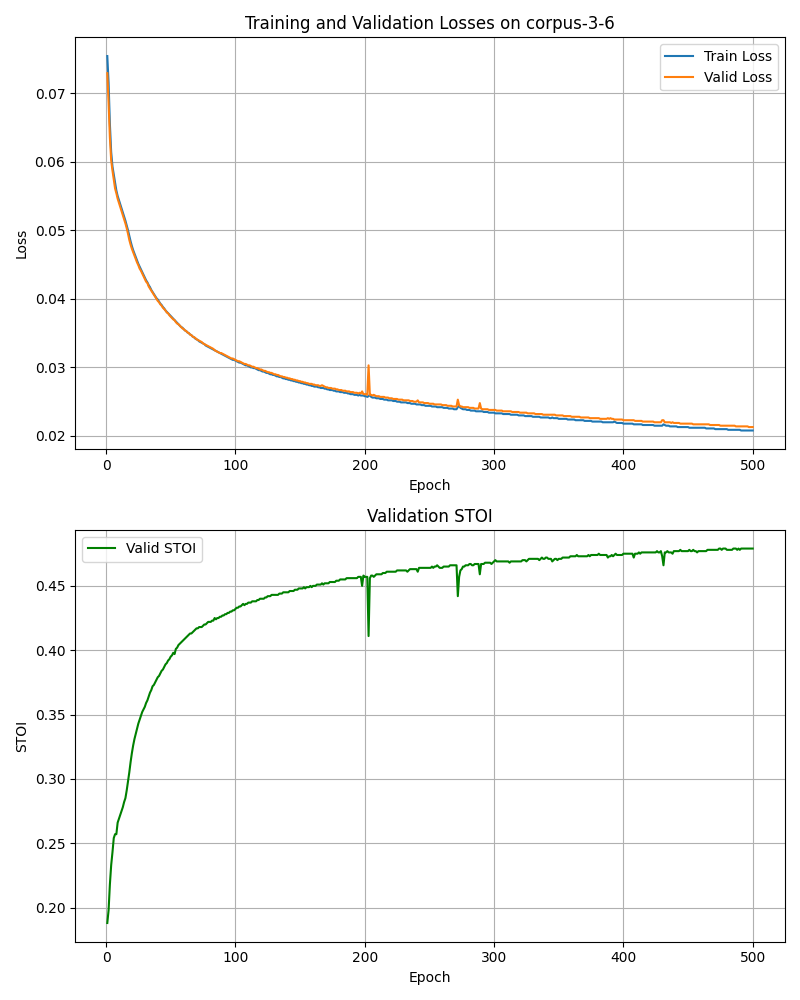 Training and Validation Losses on corpus-3-6
Train Loss
Valid Loss
0.07
0.06
0.05
0.04
0.03
0.02
Loss
0 100 200 300 400 500
Epoch
Validation STOI
Valid STOI
0.45
0.40
0.35
0.30
0.25
0.20
STOI
0 100 200 300 400 500
Epoch